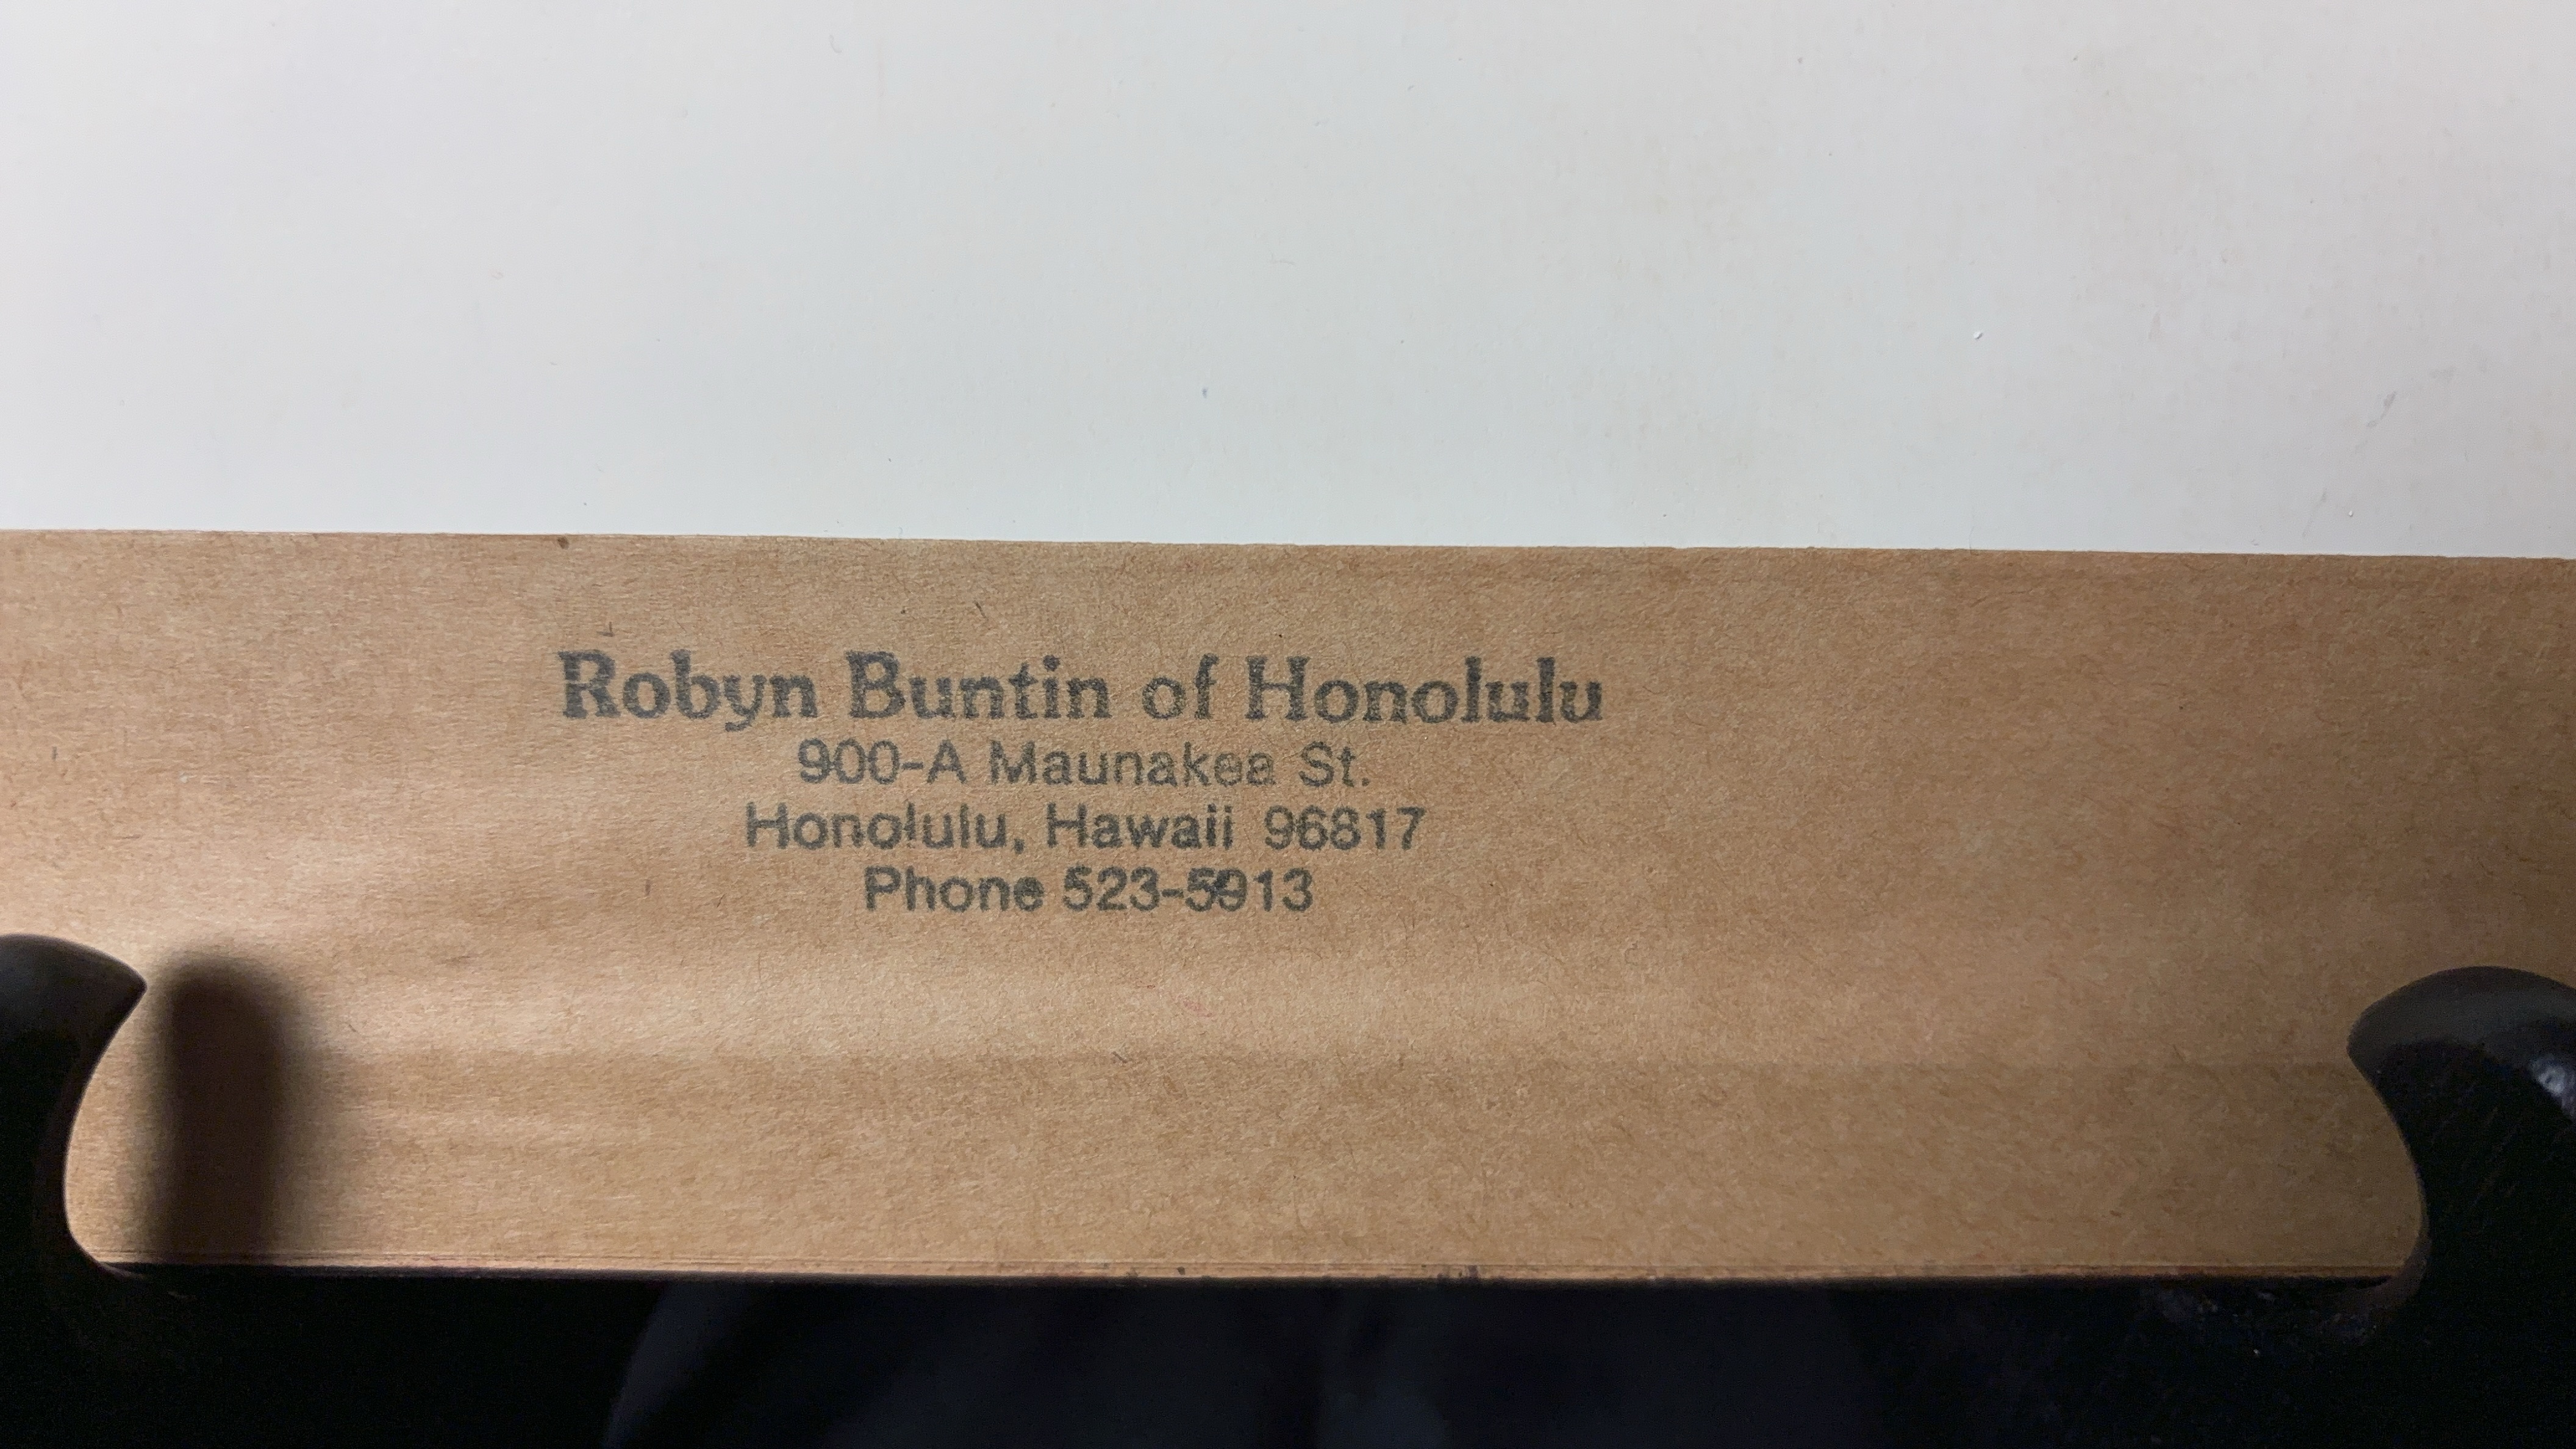 Robyn Buntin of Honolulu
900-A Maunakea St.
Honolulu, Hawaii 96817
Phone 523-5913